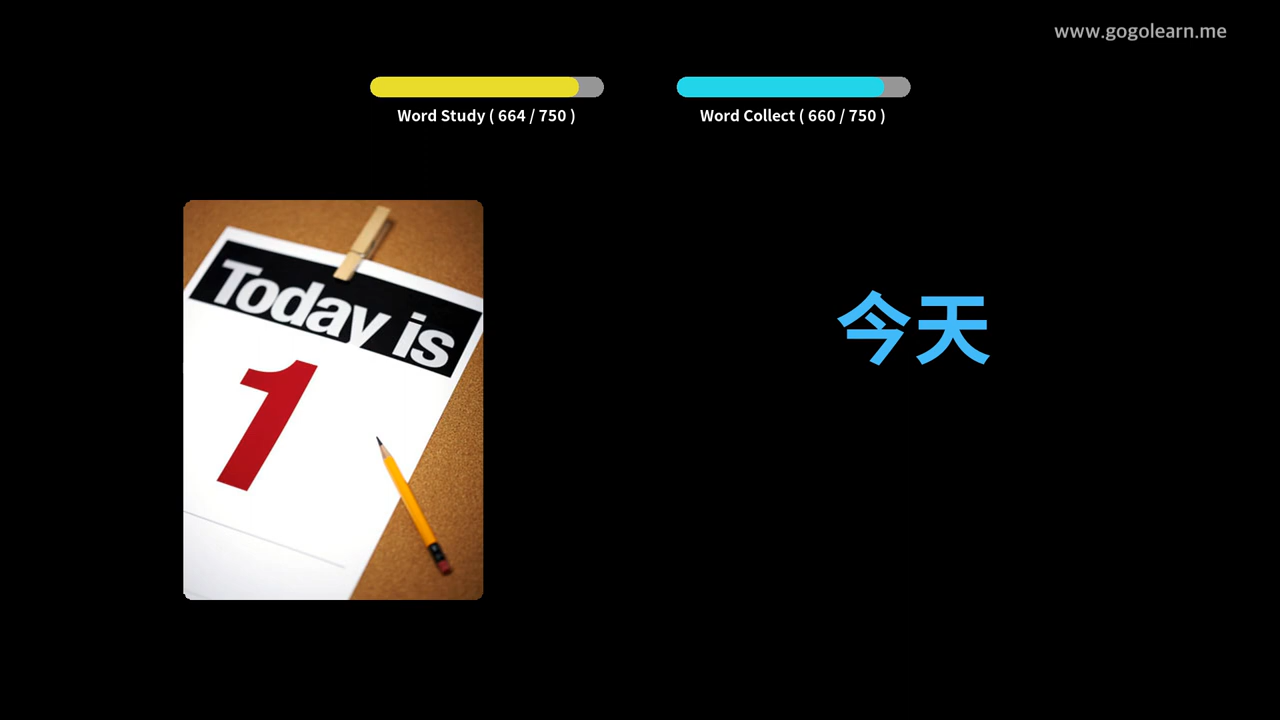 www.gogolearn.me
Word Study ( 664 / 750 )
Word Collect ( 660 / 750 )
Today is
1
今天